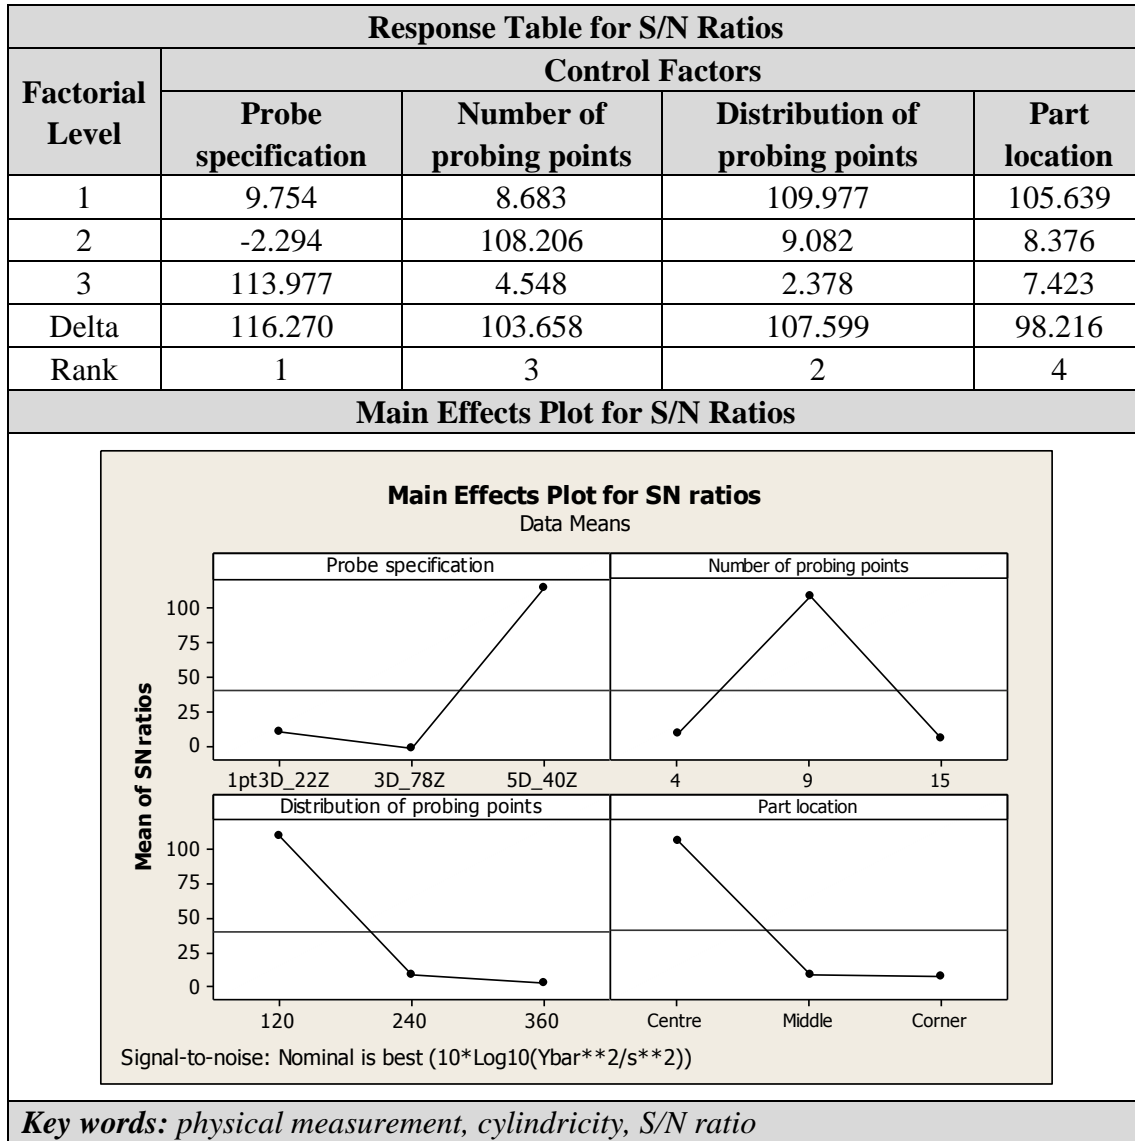 Response Table for S/N Ratios
Factorial Level
Control Factors
Probe specification
Number of probing points
Distribution of probing points
Part location
1 9.754 8.683 109.977 105.639
2 -2.294 108.206 9.082 8.376
3 113.977 4.548 2.378 7.423
Delta 116.270 103.658 107.599 98.216
Rank 1 3 2 4
Main Effects Plot for S/N Ratios
Main Effects Plot for SN ratios
Data Means
Mean of SN ratios
Probe specification
Number of probing points
100
75
50
25
0
1pt3D_22Z 3D_78Z 5D_40Z
4 9 15
Distribution of probing points
Part location
100
75
50
25
0
120 240 360
Centre Middle Corner
Signal-to-noise: Nominal is best (10*Log10(Ybar**2/s**2))
Key words: physical measurement, cylindricity, S/N ratio